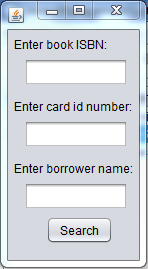 Enter book ISBN:
Enter card id number:
Enter borrower name:
Search